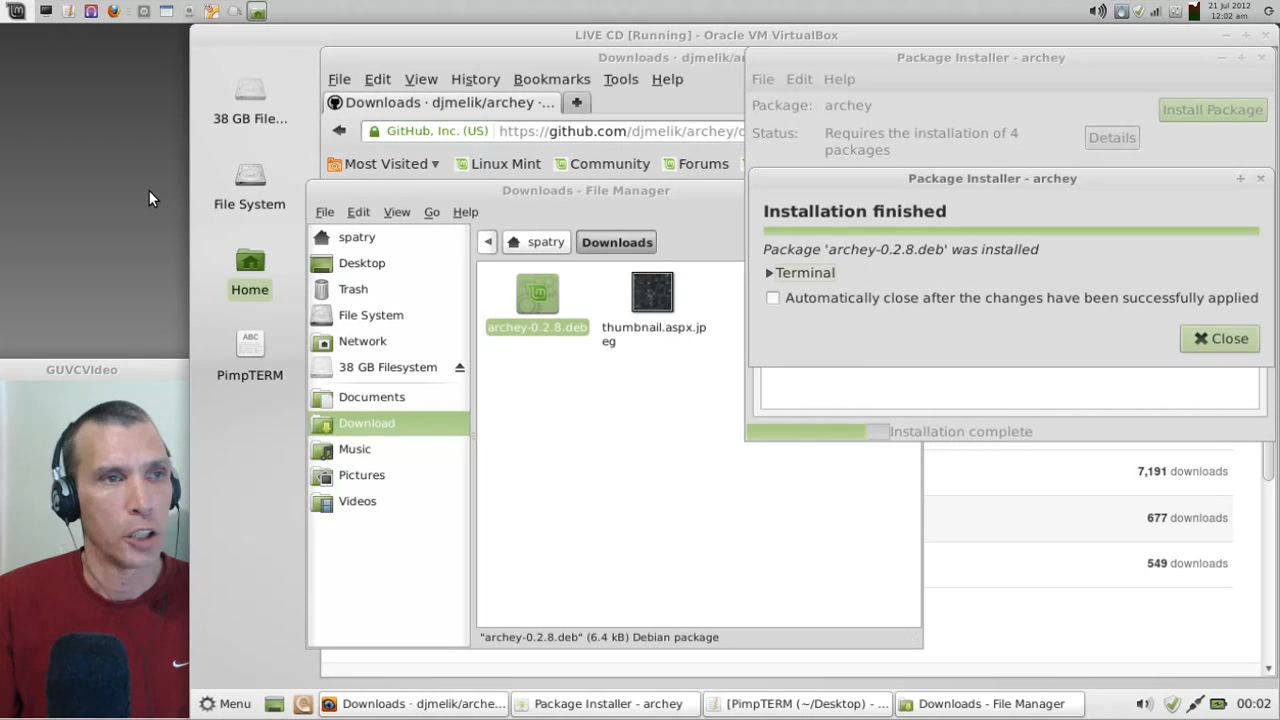 21 Jul 2012
12:02 am
LIVE CD [Running] - Oracle VM VirtualBox
Downloads · djmelik/a
File Edit View History Bookmarks Tools Help
Downloads · djmelik/archey ·...
GitHub, Inc. (US) https://github.com/djmelik/archey/
Most Visited Linux Mint Community Forums
Package Installer - archey
File Edit Help
Package: archey
Install Package
Status: Requires the installation of 4
packages
Details
Package Installer - archey
Installation finished
Package 'archey-0.2.8.deb' was installed
Terminal
Automatically close after the changes have been successfully applied
Close
Installation complete
7,191 downloads
677 downloads
549 downloads
38 GB File...
File System
Home
ABC
PimpTERM
Downloads - File Manager
File Edit View Go Help
spatry Downloads
spatry
Desktop
Trash
File System
Network
38 GB Filesystem
Documents
Download
Music
Pictures
Videos
archey-0.2.8.deb
thumbnail.aspx.jp
eg
"archey-0.2.8.deb" (6.4 kB) Debian package
GUVCVideo
Menu
Downloads · djmelik/arche...
Package Installer - archey
[PimpTERM (~/Desktop) - ...
Downloads - File Manager
00:02